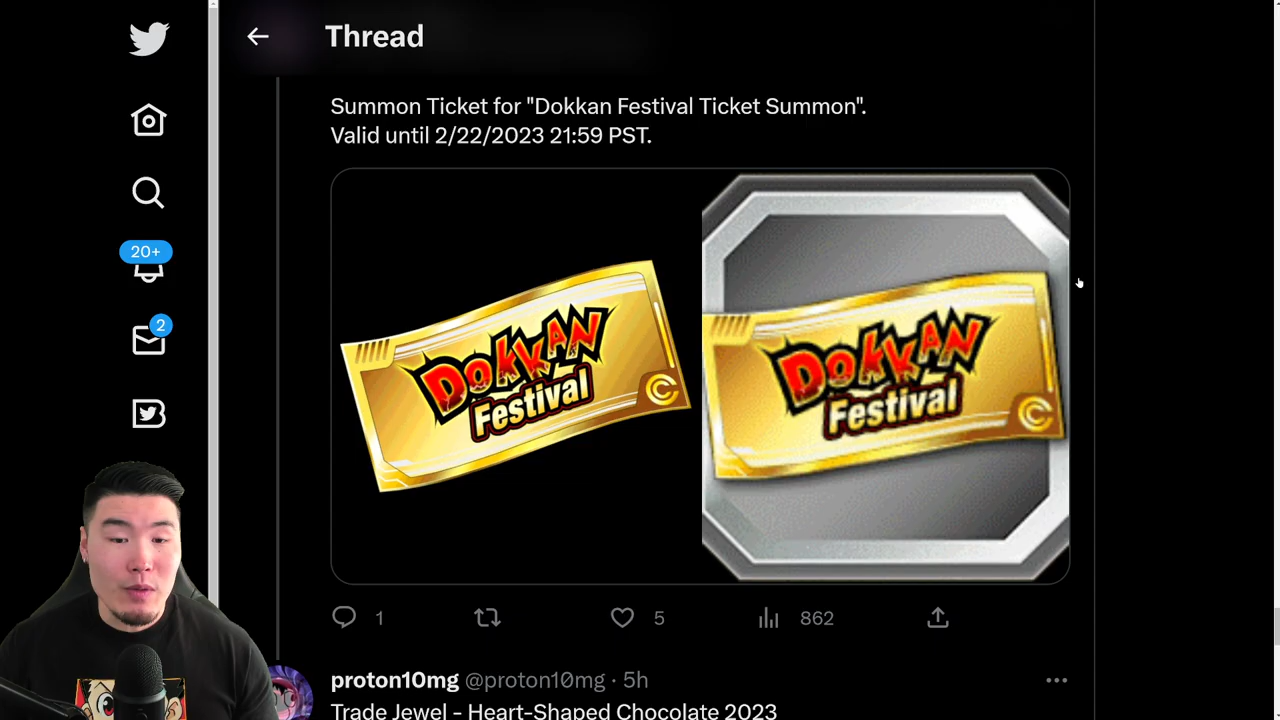 Thread
Summon Ticket for "Dokkan Festival Ticket Summon".
Valid until 2/22/2023 21:59 PST.
20+
2
DOKKAN
Festival
DOKKAN
Festival
1
5
862
proton10mg @proton10mg · 5h
Trade Jewel - Heart-Shaped Chocolate 2023